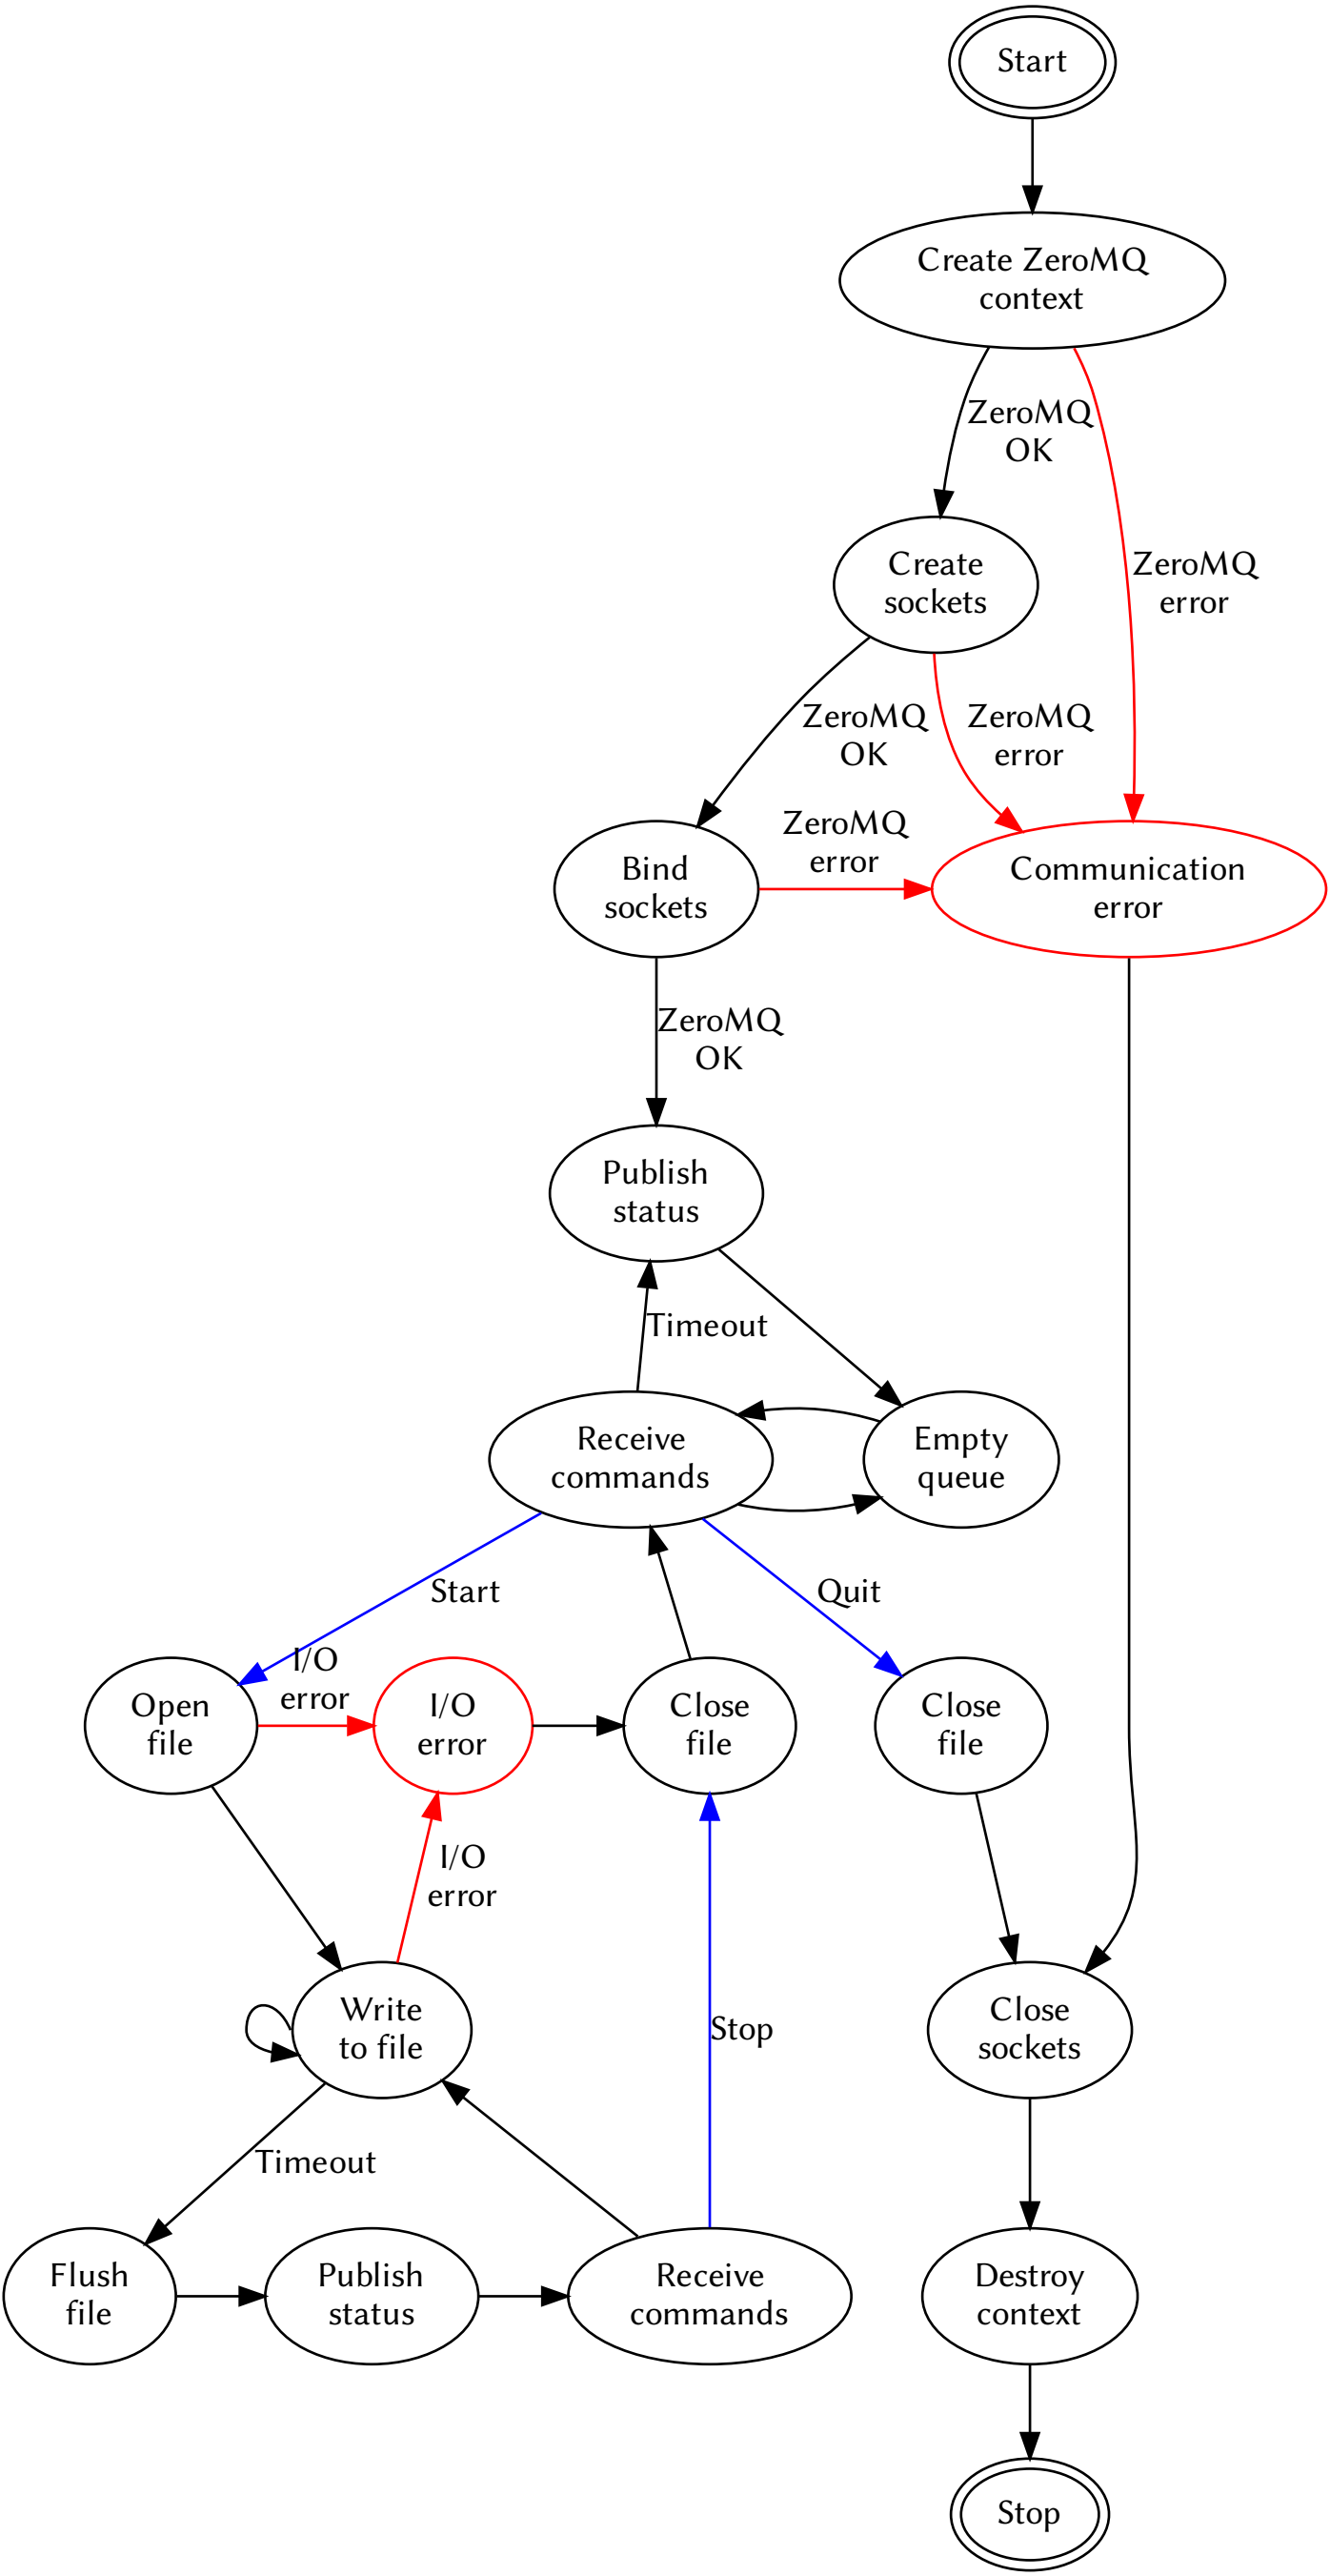 Start
Create ZeroMQ
context
ZeroMQ
OK
ZeroMQ
error
Create
sockets
ZeroMQ
OK
ZeroMQ
error
ZeroMQ
error
Bind
sockets
Communication
error
ZeroMQ
OK
Publish
status
Timeout
Receive
commands
Empty
queue
Start
Quit
I/O
error
Open
file
I/O
error
Close
file
Close
file
I/O
error
Write
to file
Stop
Close
sockets
Timeout
Flush
file
Publish
status
Receive
commands
Destroy
context
Stop